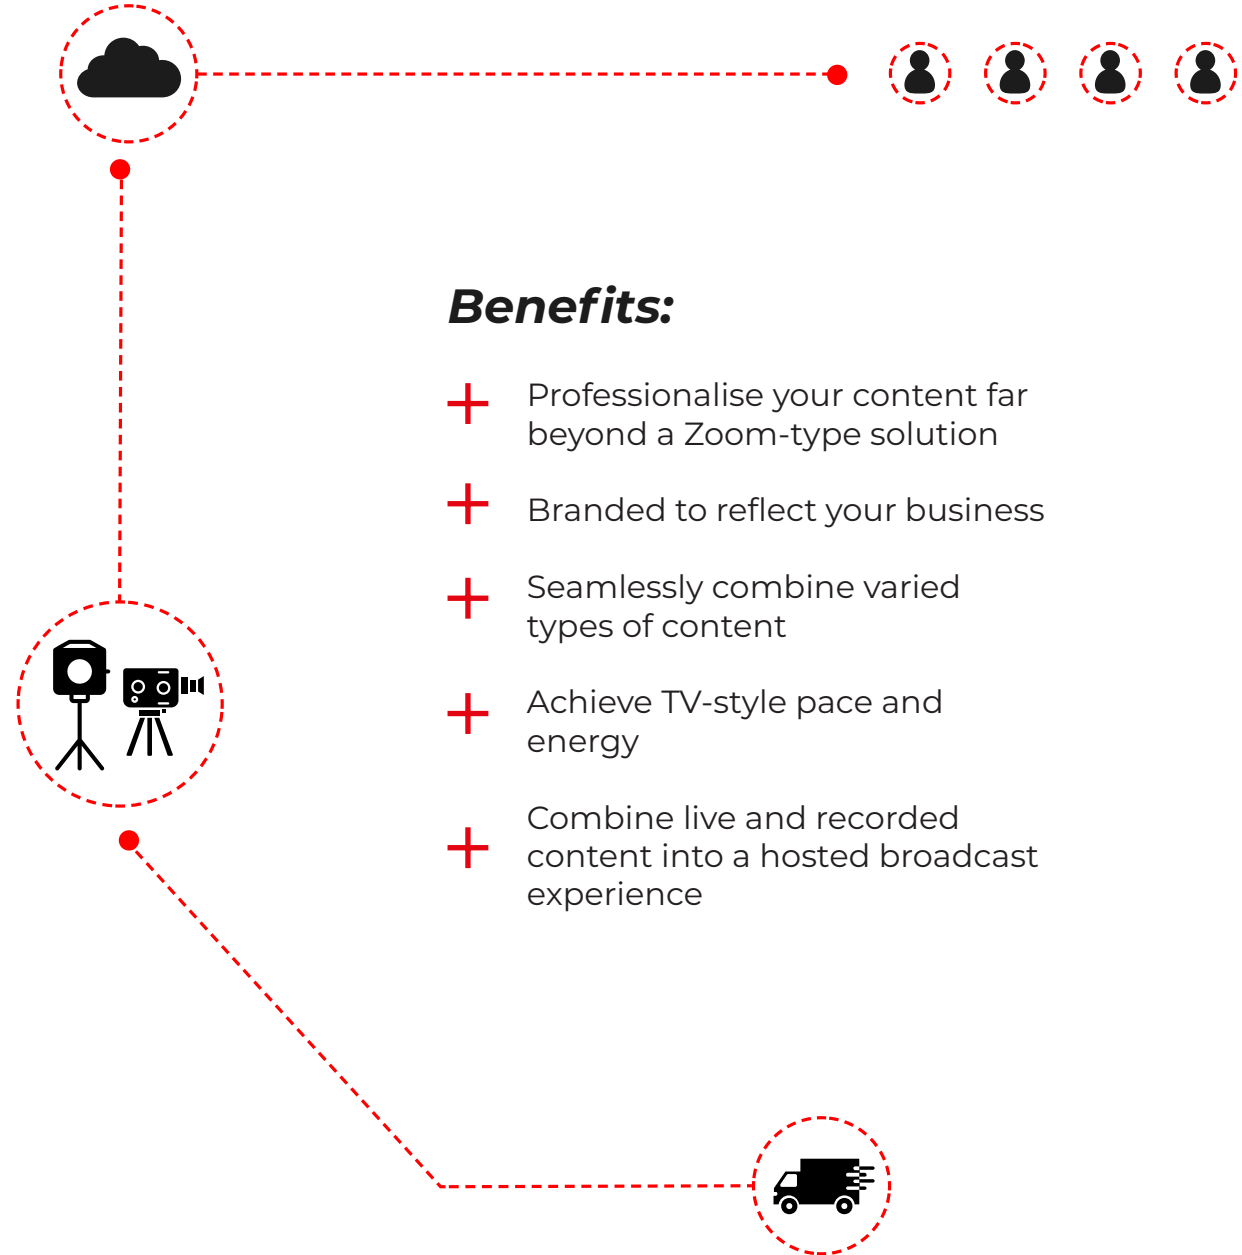 Benefits:
Professionalise your content far
beyond a Zoom-type solution
Branded to reflect your business
Seamlessly combine varied
types of content
Achieve TV-style pace and
energy
Combine live and recorded
content into a hosted broadcast
experience